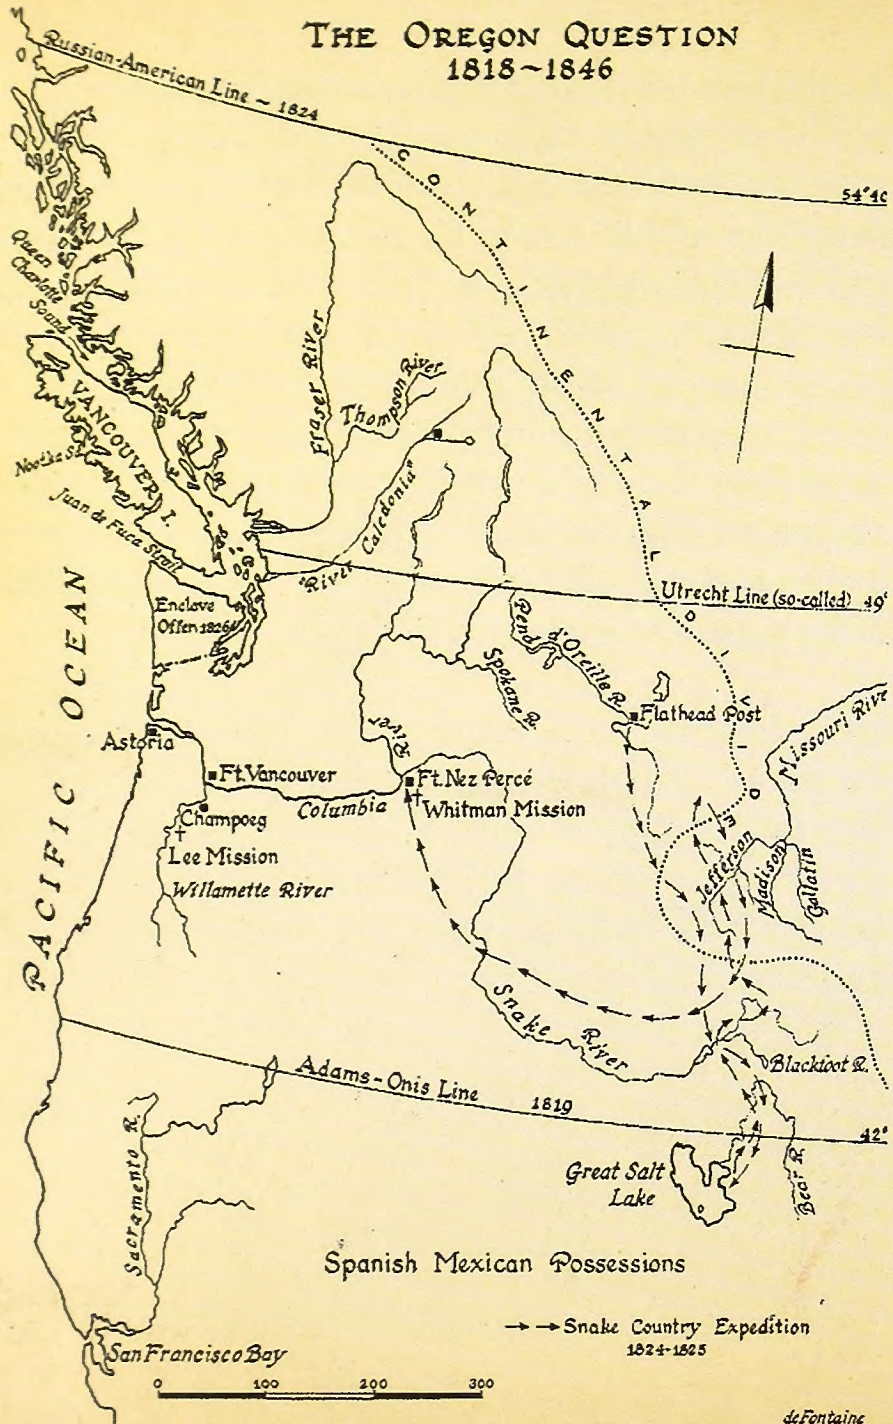 THE OREGON QUESTION
1818~1846
Russian-American Line ~ 1824
54°40
CONTINENTAL DIVIDE
Queen
Charlotte
Sound
VANCOUVER I.
Nootka S.
Juan de Fuca Strait
Fraser River
Thompson River
"River Caledonia"
Utrecht Line (so-called) 49°
Enclave
Offer 1826
PACIFIC OCEAN
Pend d'Oreille R.
Spokane R.
River
Flathead Post
Missouri River
Astoria
Ft. Vancouver
Columbia
Ft. Nez Percé
Whitman Mission
Champoeg
Lee Mission
Willamette River
Jefferson
Madison
Gallatin
Snake River
Blackfoot R.
Adams-Onis Line 1819
42°
Sacramento R.
Great Salt
Lake
Bear R.
Spanish Mexican Possessions
Snake Country Expedition
1824-1825
San Francisco Bay
0 100 200 300
deFontaine